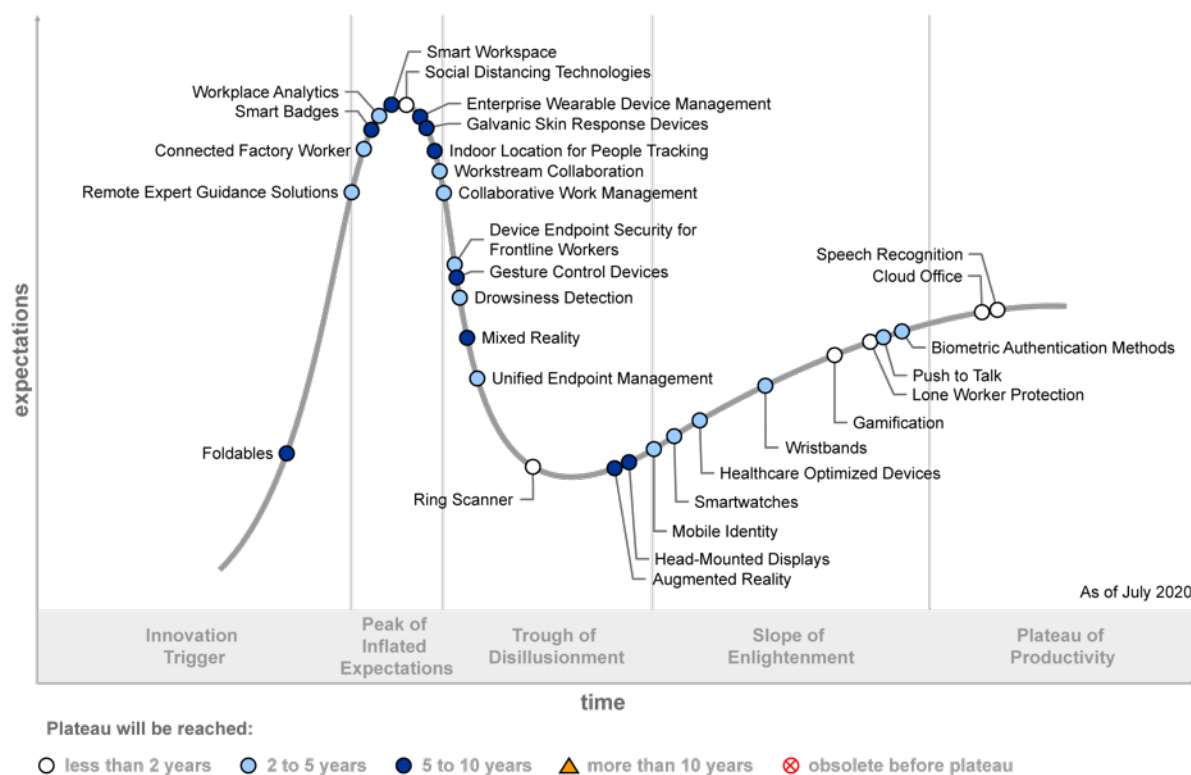 Smart Workspace
Social Distancing Technologies
Workplace Analytics
Smart Badges
Enterprise Wearable Device Management
Galvanic Skin Response Devices
Connected Factory Worker
Indoor Location for People Tracking
Workstream Collaboration
Remote Expert Guidance Solutions
Collaborative Work Management
Device Endpoint Security for
Frontline Workers
Gesture Control Devices
Drowsiness Detection
Mixed Reality
Unified Endpoint Management
Speech Recognition
Cloud Office
Biometric Authentication Methods
Push to Talk
Lone Worker Protection
Gamification
Wristbands
Healthcare Optimized Devices
Smartwatches
Mobile Identity
Head-Mounted Displays
Augmented Reality
Ring Scanner
Foldables
expectations
As of July 2020
Innovation
Trigger
Peak of
Inflated
Expectations
Trough of
Disillusionment
Slope of
Enlightenment
Plateau of
Productivity
time
Plateau will be reached:
less than 2 years
2 to 5 years
5 to 10 years
more than 10 years
obsolete before plateau